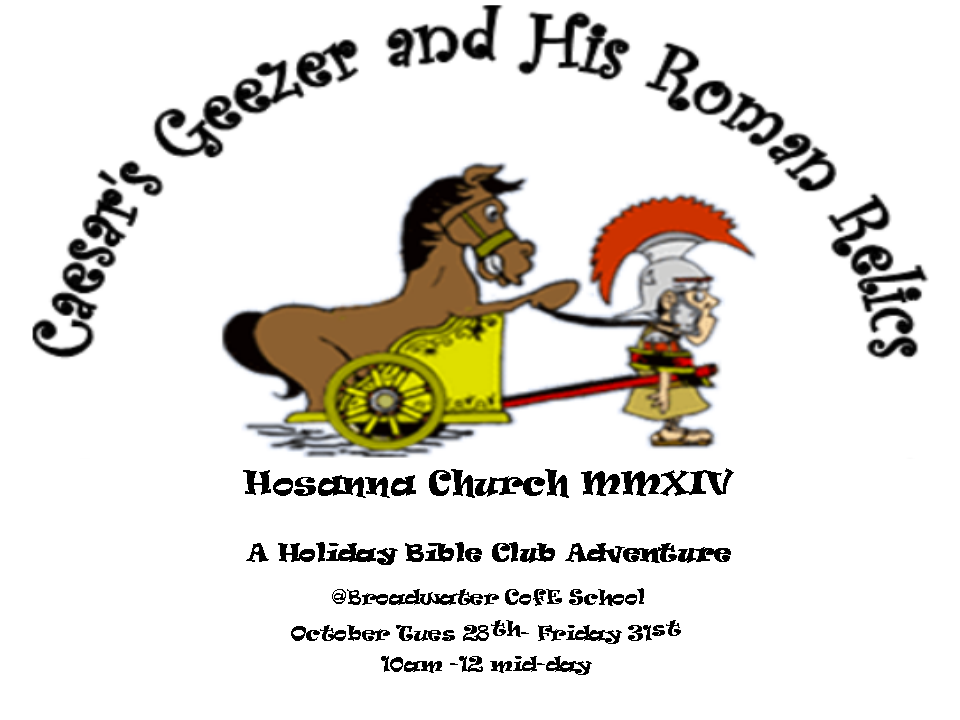 Caesar's Geezer and His Roman Relics
Hosanna Church MMXIV
A Holiday Bible Club Adventure
@Broadwater CofE School
October Tues 28th- Friday 31st
10am -12 mid-day